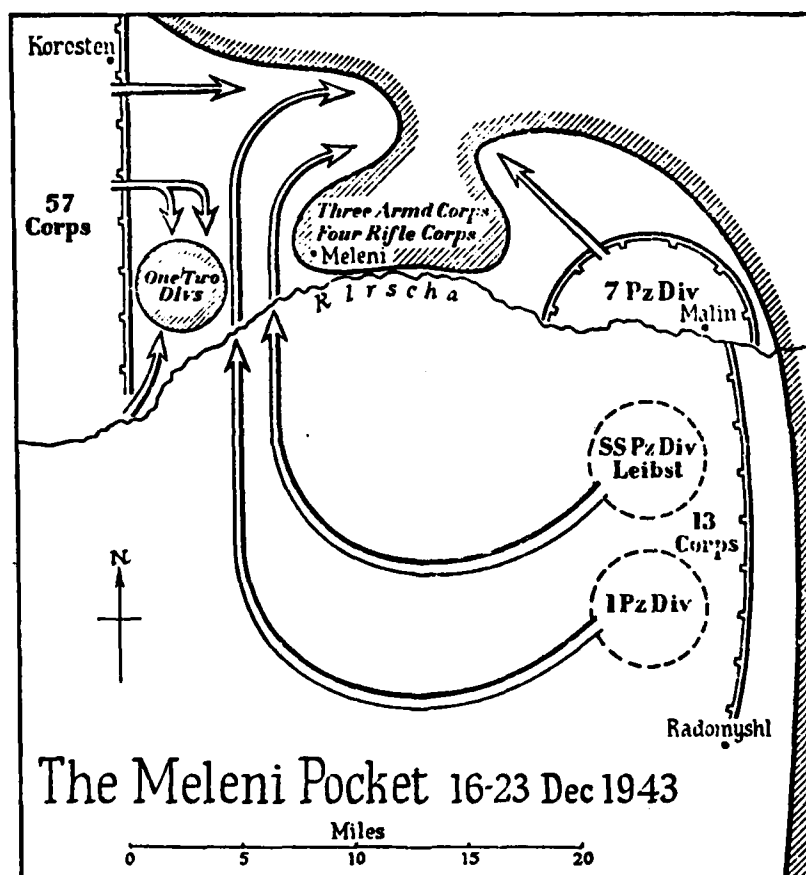 Korosten
57
Corps
Three Armd Corps
Four Rifle Corps
Meleni
One/Two
Divs
Rirscha
7 Pz Div
Malin
SS Pz Div
Leibst
13
Corps
N
1 Pz Div
Radomyshl
The Meleni Pocket 16-23 Dec 1943
Miles
0 5 10 15 20